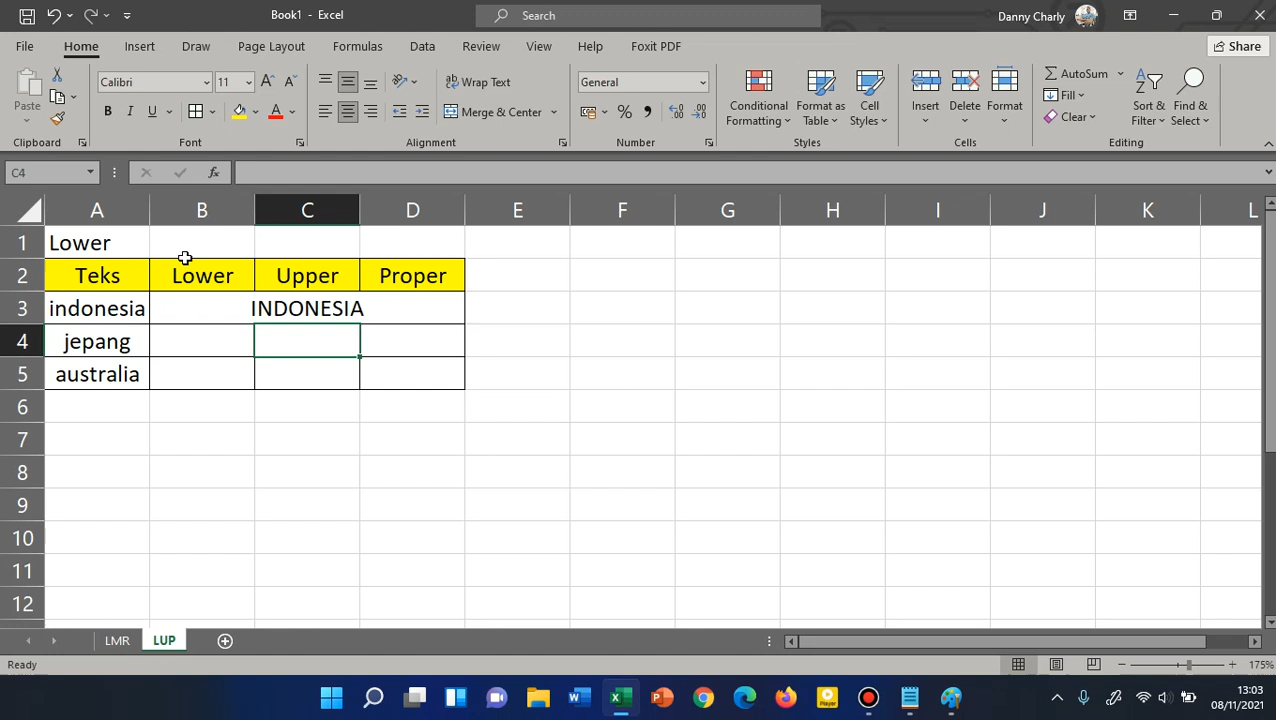 Book1 - Excel
Search
Danny Charly
File Home Insert Draw Page Layout Formulas Data Review View Help Foxit PDF Share
Paste
Clipboard
Calibri 11
B I U
Font
Wrap Text
Merge & Center
Alignment
General
Number
Conditional Formatting
Format as Table
Cell Styles
Styles
Insert Delete Format
Cells
AutoSum
Fill
Clear
Sort & Filter
Find & Select
Editing
C4 fx
A B C D E F G H I J K L
1 Lower
2 Teks Lower Upper Proper
3 indonesia INDONESIA
4 jepang
5 australia
6
7
8
9
10
11
12
LMR LUP
Ready 175%
13:03
08/11/2021